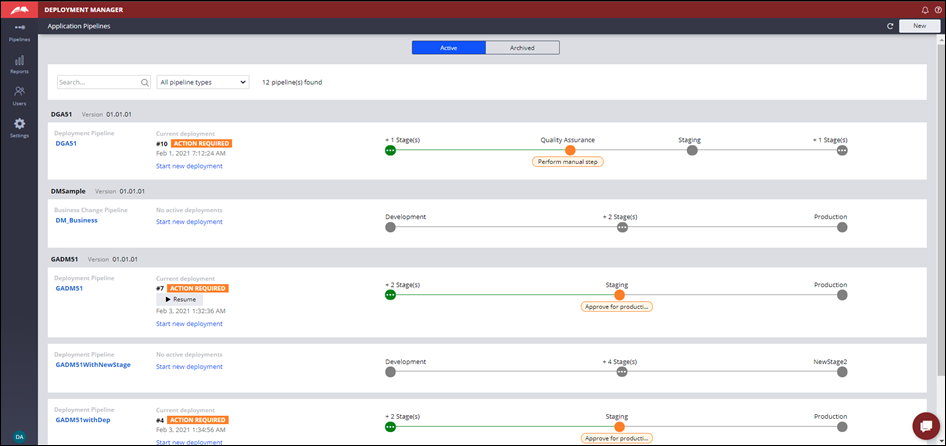 DEPLOYMENT MANAGER
Application Pipelines
New
Pipelines
Reports
Users
Settings
DA
Active
Archived
Search...
All pipeline types
12 pipeline(s) found
DGA51 Version 01.01.01
Deployment Pipeline
DGA51
Current deployment
#10 ACTION REQUIRED
Feb 1, 2021 7:12:24 AM
Start new deployment
+ 1 Stage(s)
Quality Assurance
Staging
+ 1 Stage(s)
Perform manual step
DMSample Version 01.01.01
Business Change Pipeline
DM_Business
No active deployments
Start new deployment
Development
+ 2 Stage(s)
Production
GADM51 Version 01.01.01
Deployment Pipeline
GADM51
Current deployment
#7 ACTION REQUIRED
Resume
Feb 3, 2021 1:32:36 AM
Start new deployment
+ 2 Stage(s)
Staging
Production
Approve for producti...
Deployment Pipeline
GADM51WithNewStage
No active deployments
Start new deployment
Development
+ 4 Stage(s)
NewStage2
Deployment Pipeline
GADM51withDep
Current deployment
#4 ACTION REQUIRED
Feb 3, 2021 1:34:56 AM
Start new deployment
+ 2 Stage(s)
Staging
Production
Approve for producti...